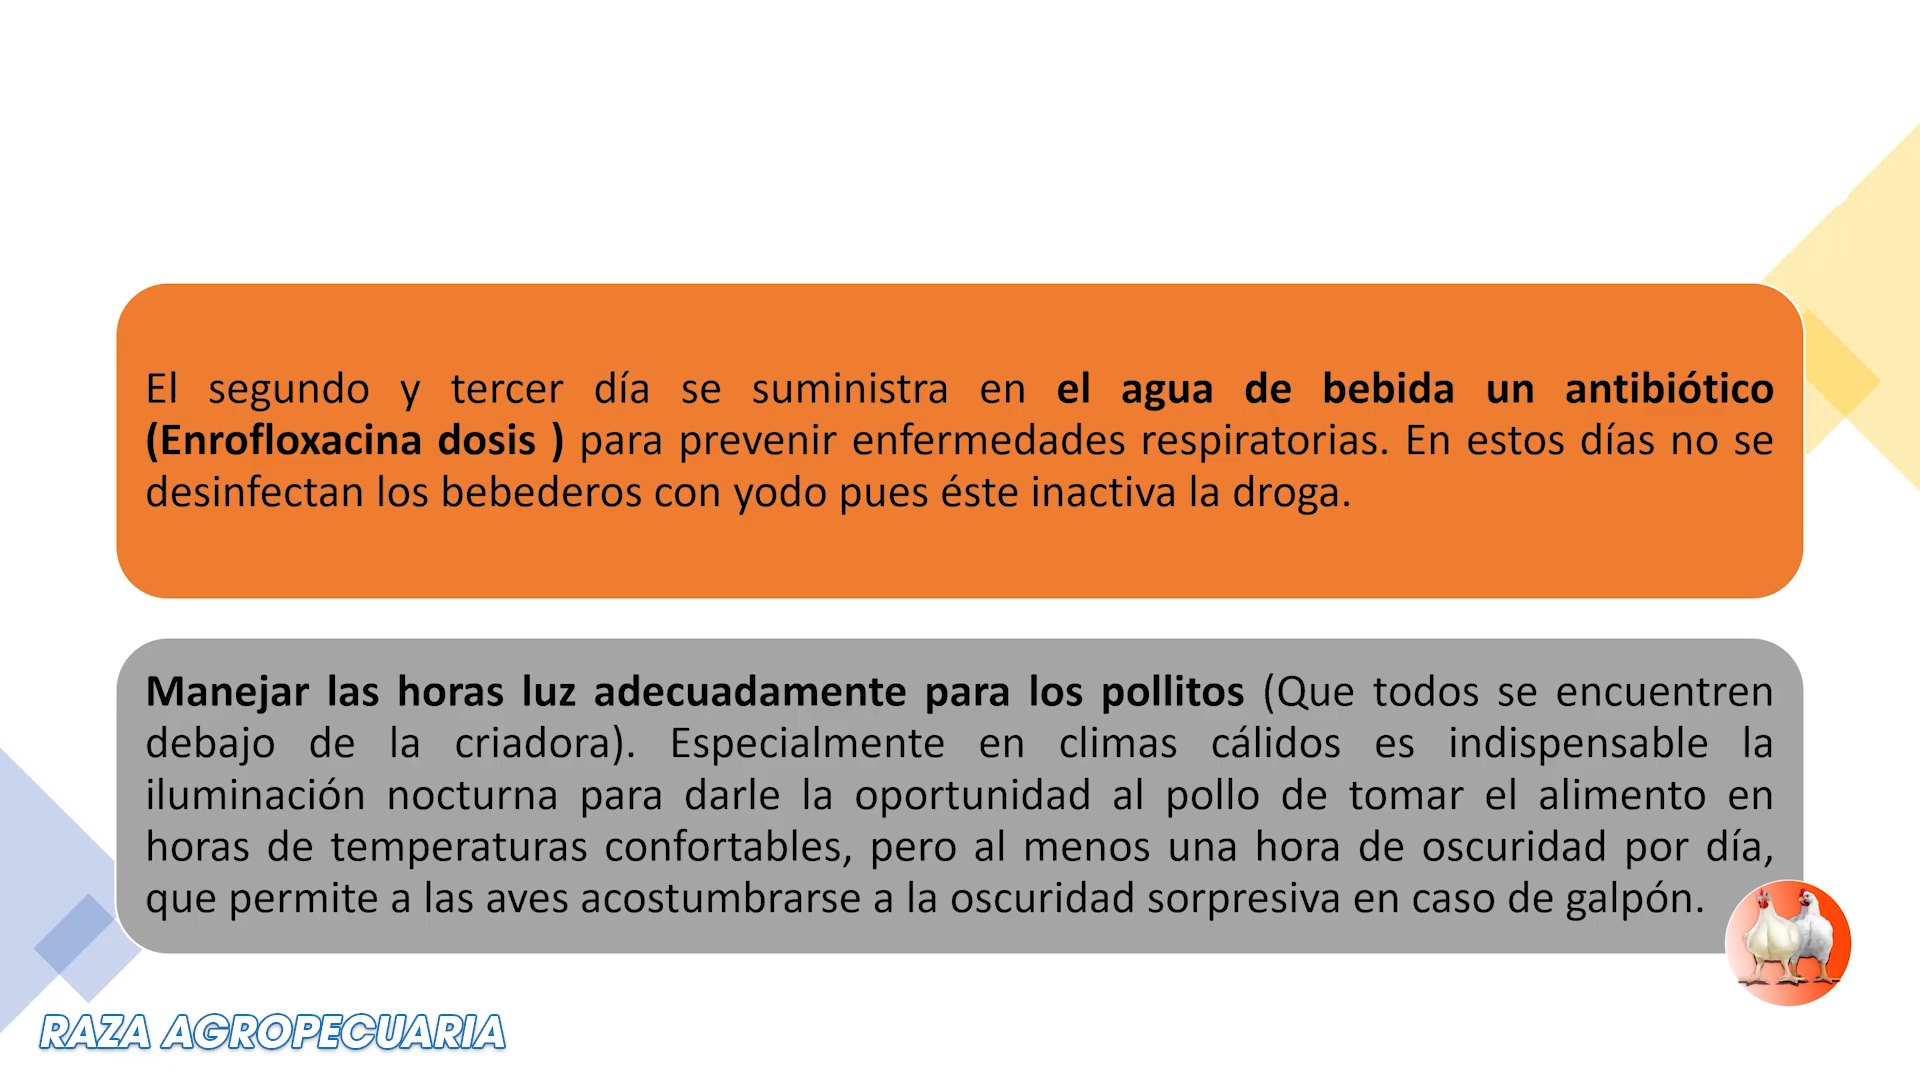 El segundo y tercer día se suministra en el agua de bebida un antibiótico
(Enrofloxacina dosis ) para prevenir enfermedades respiratorias. En estos días no se
desinfectan los bebederos con yodo pues éste inactiva la droga.
Manejar las horas luz adecuadamente para los pollitos (Que todos se encuentren
debajo de la criadora). Especialmente en climas cálidos es indispensable la
iluminación nocturna para darle la oportunidad al pollo de tomar el alimento en
horas de temperaturas confortables, pero al menos una hora de oscuridad por día,
que permite a las aves acostumbrarse a la oscuridad sorpresiva en caso de galpón.
RAZA AGROPECUARIA